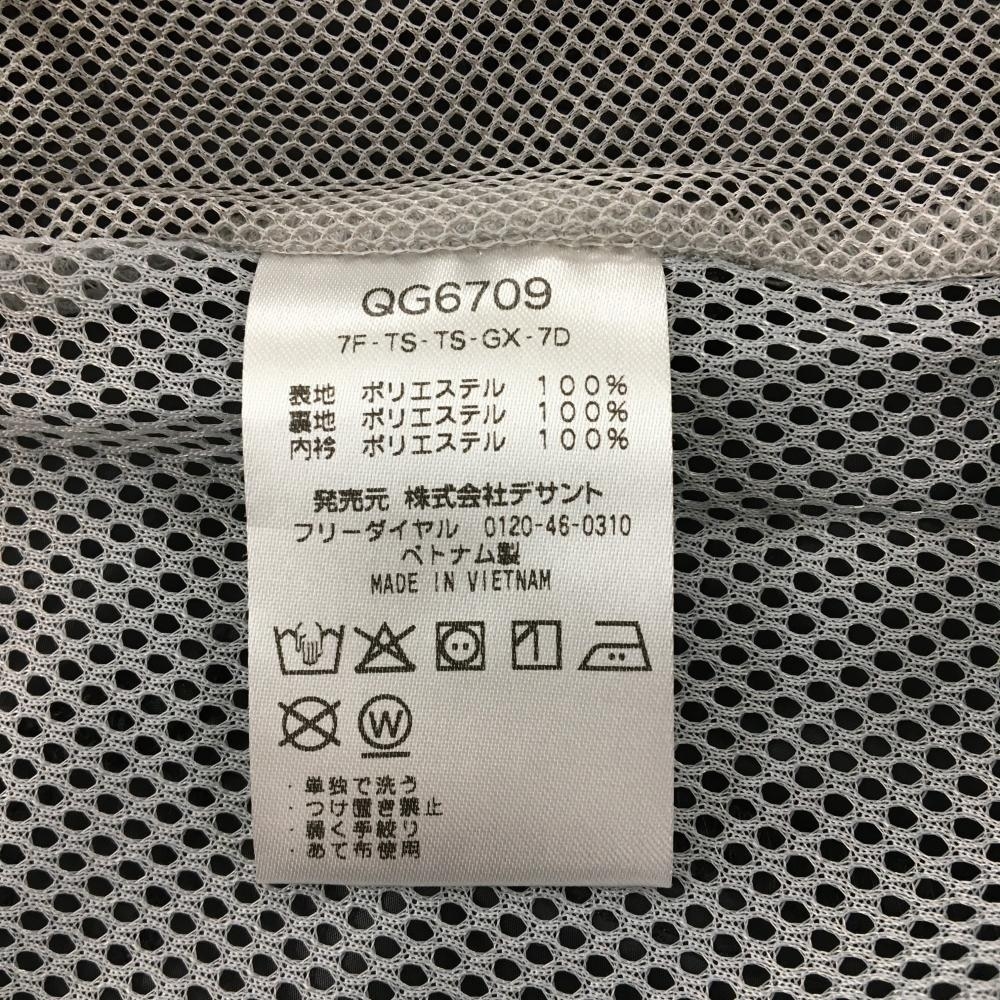 QG6709
7F-TS-TS-GX-7D
表地 ポリエステル 100%
裏地 ポリエステル 100%
内衿 ポリエステル 100%
発売元 株式会社デサント
フリーダイヤル 0120-46-0310
ベトナム製
MADE IN VIETNAM
W
・単独で洗う
・つけ置き禁止
・弱く手絞り
・あて布使用